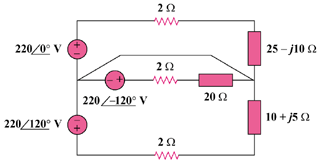 2 Ω
220/0° V
+
−
25 − j10 Ω
2 Ω
− +
220/−120° V
20 Ω
220/120° V
+
−
10 + j5 Ω
2 Ω